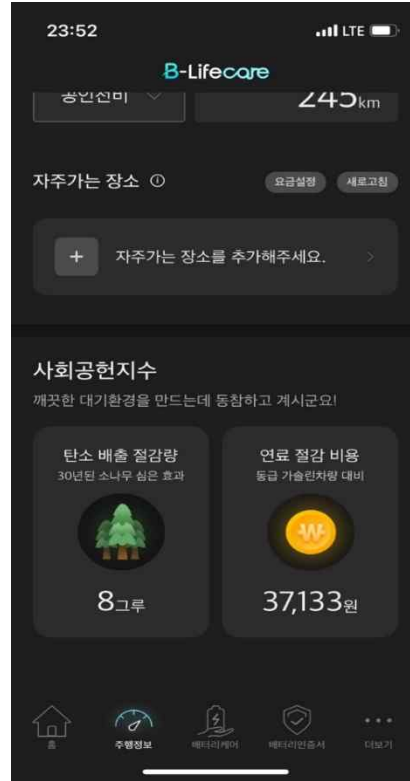 23:52
LTE
B-Lifecare
공인전비
245km
자주가는 장소
요금설정
새로고침
+ 자주가는 장소를 추가해주세요. >
사회공헌지수
깨끗한 대기환경을 만드는데 동참하고 계시군요!
탄소 배출 절감량
30년된 소나무 심은 효과
8그루
연료 절감 비용
동급 가솔린차량 대비
₩
37,133원
홈
주행정보
배터리케어
배터리인증서
더보기